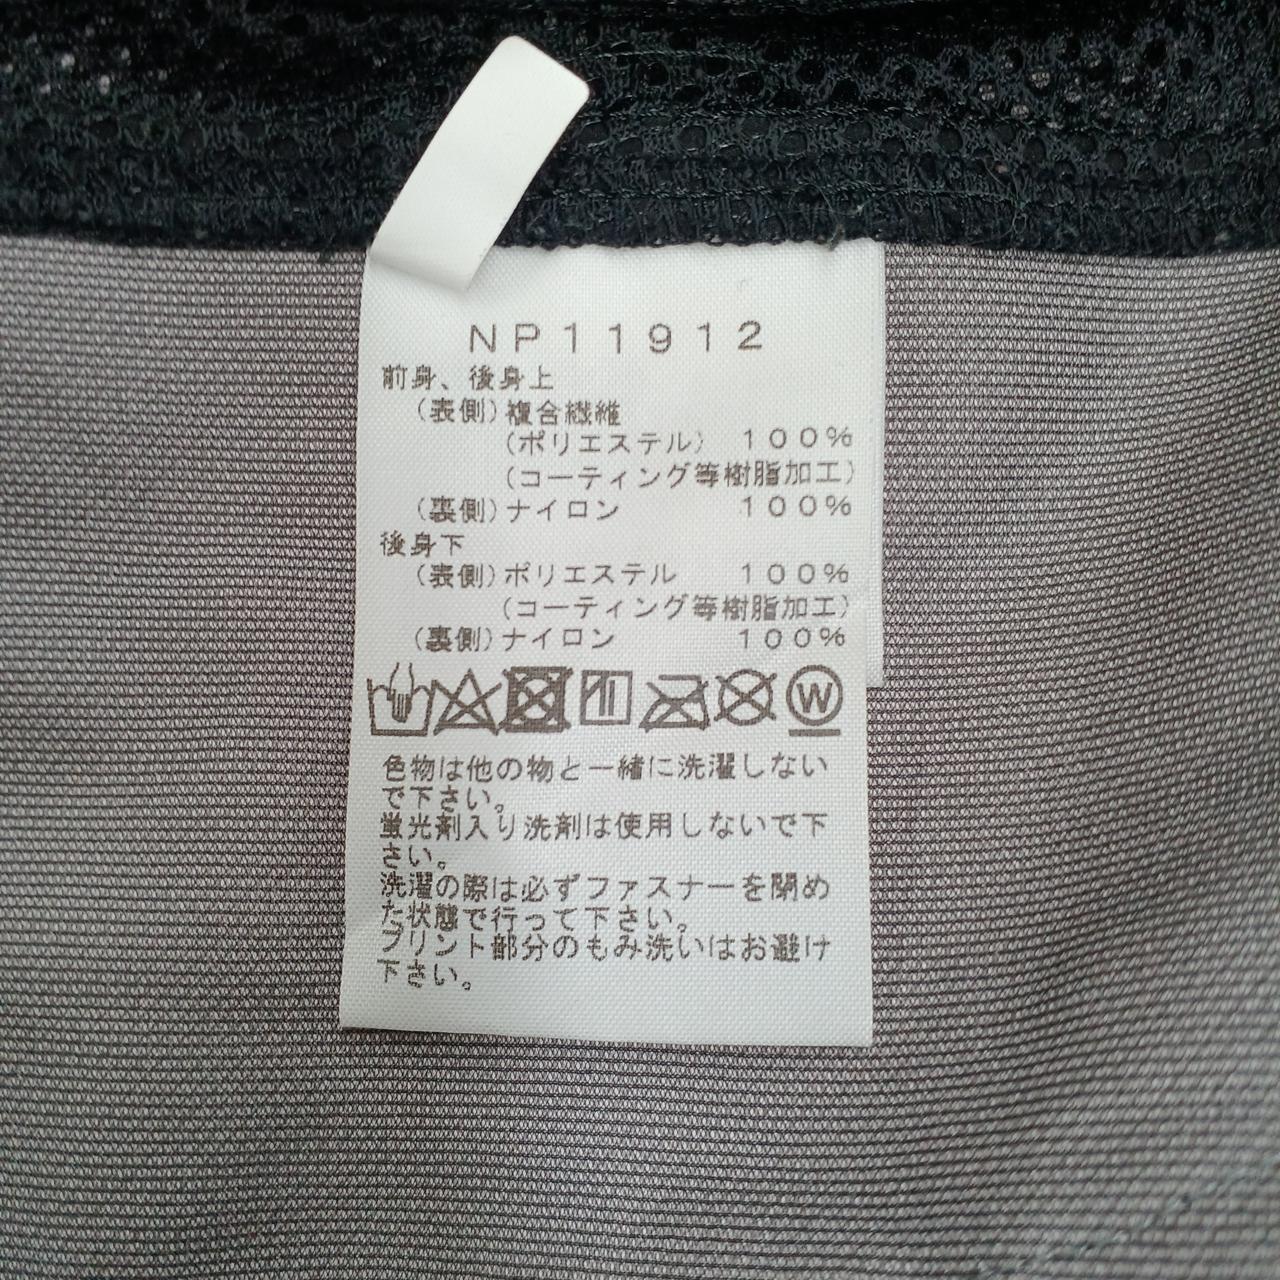 NP11912
前身、後身上
(表側)複合繊維
(ポリエステル) 100%
(コーティング等樹脂加工)
(裏側)ナイロン 100%
後身下
(表側)ポリエステル 100%
(コーティング等樹脂加工)
(裏側)ナイロン 100%
W
色物は他の物と一緒に洗濯しない
で下さい。
蛍光剤入り洗剤は使用しないで下
さい。
洗濯の際は必ずファスナーを閉め
た状態で行って下さい。
プリント部分のもみ洗いはお避け
下さい。